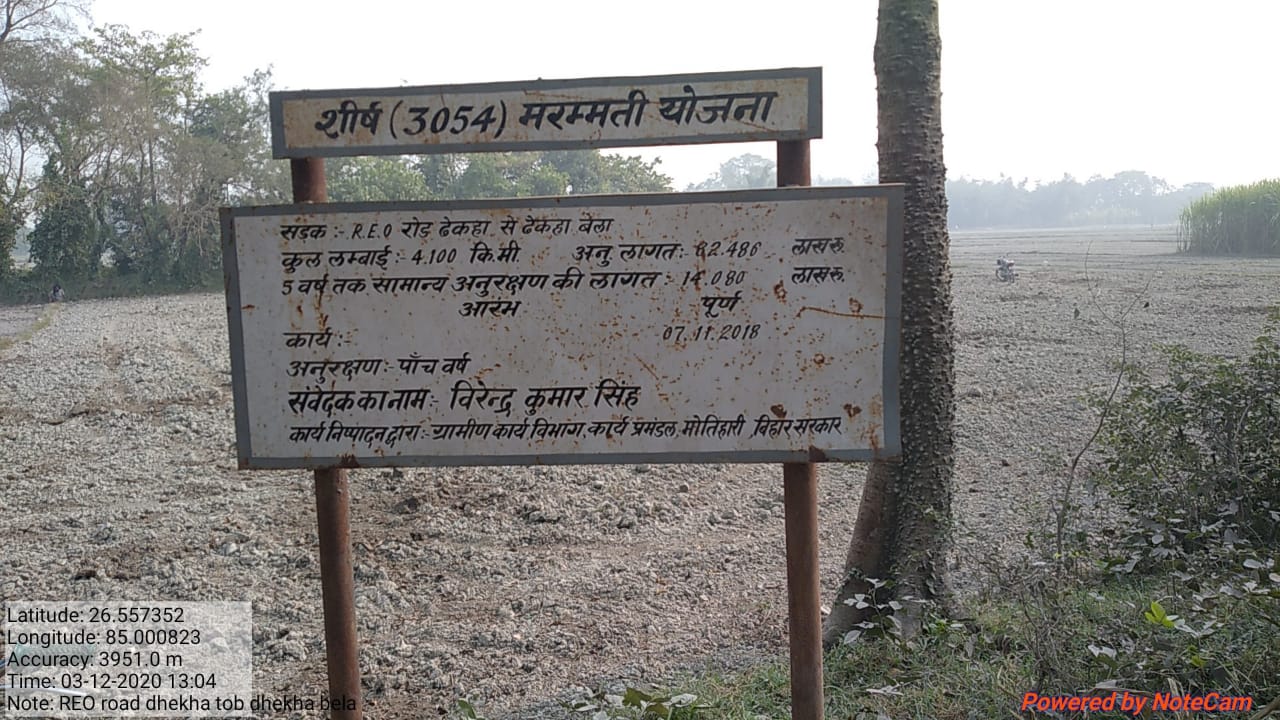 शीर्ष (3054) मरम्मती योजना
सड़क :- R.E.O रोड़ ढेकहा से ढेकहा बेला
कुल लम्बाई :- 4.100 कि.मी. अनु लागत :- 62.486 लाखरू.
5 वर्ष तक सामान्य अनुरक्षण की लागत :- 14.080 लाखरू.
आरंभ पूर्ण
कार्य :- 07.11.2018
अनुरक्षण :- पाँच वर्ष
संवेदक का नाम :- विरेन्द्र कुमार सिंह
कार्य निष्पादन द्वारा :- ग्रामीण कार्य विभाग, कार्य प्रमंडल, मोतिहारी बिहार सरकार
Latitude: 26.557352
Longitude: 85.000823
Accuracy: 3951.0 m
Time: 03-12-2020 13:04
Note: REO road dhekha tob dhekha bela
Powered by NoteCam